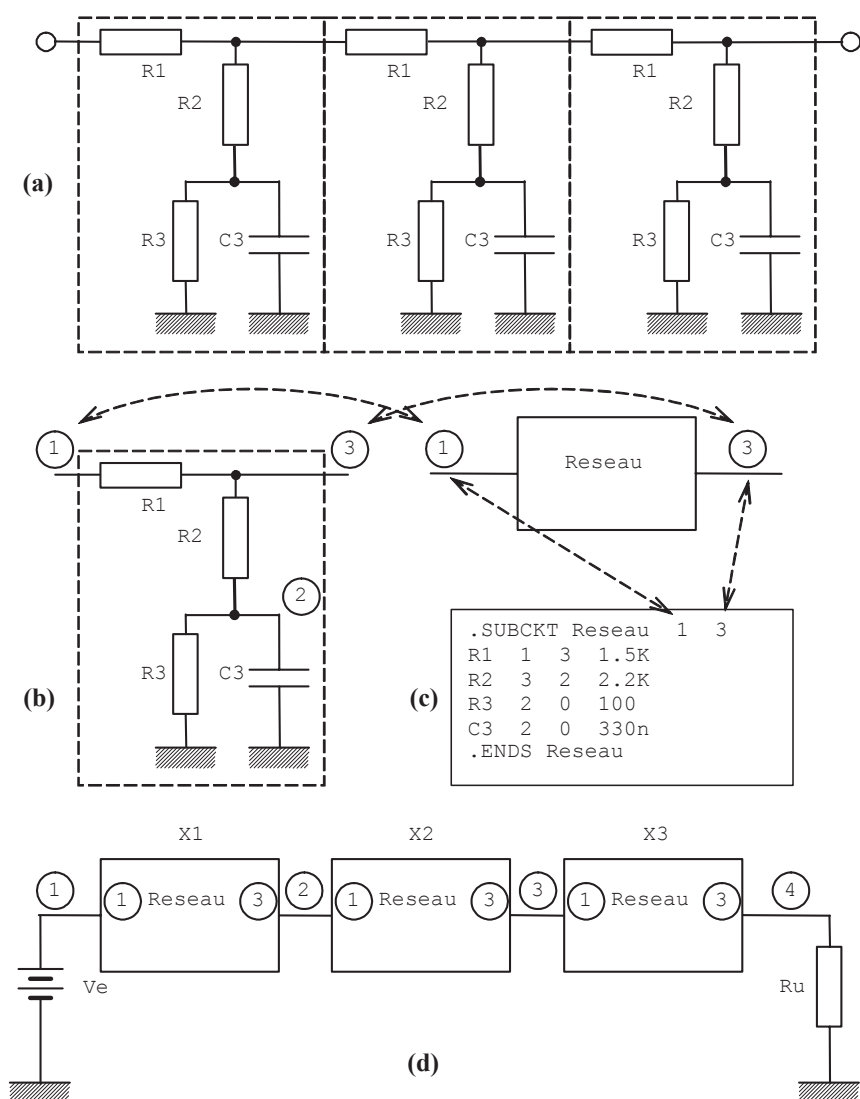 R1 R1 R1
R2 R2 R2
(a)
R3 C3 R3 C3 R3 C3
1 3 1 Reseau 3
R1
R2
2
R3 C3
(b)
(c)
.SUBCKT Reseau 1 3
R1 1 3 1.5K
R2 3 2 2.2K
R3 2 0 100
C3 2 0 330n
.ENDS Reseau
X1 X2 X3
1 1 Reseau 3 2 1 Reseau 3 3 1 Reseau 3 4
Ve Ru
(d)